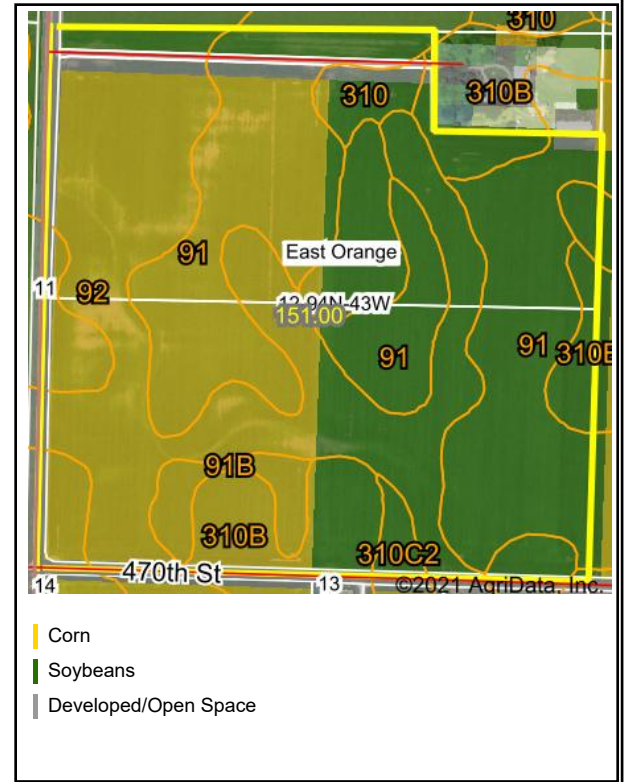 310
310
310B
91
East Orange
11
92
12-94N-43W
151.00
91
91
310B
91B
310B
310C2
470th St
14
13
©2021 AgriData, Inc.
Corn
Soybeans
Developed/Open Space